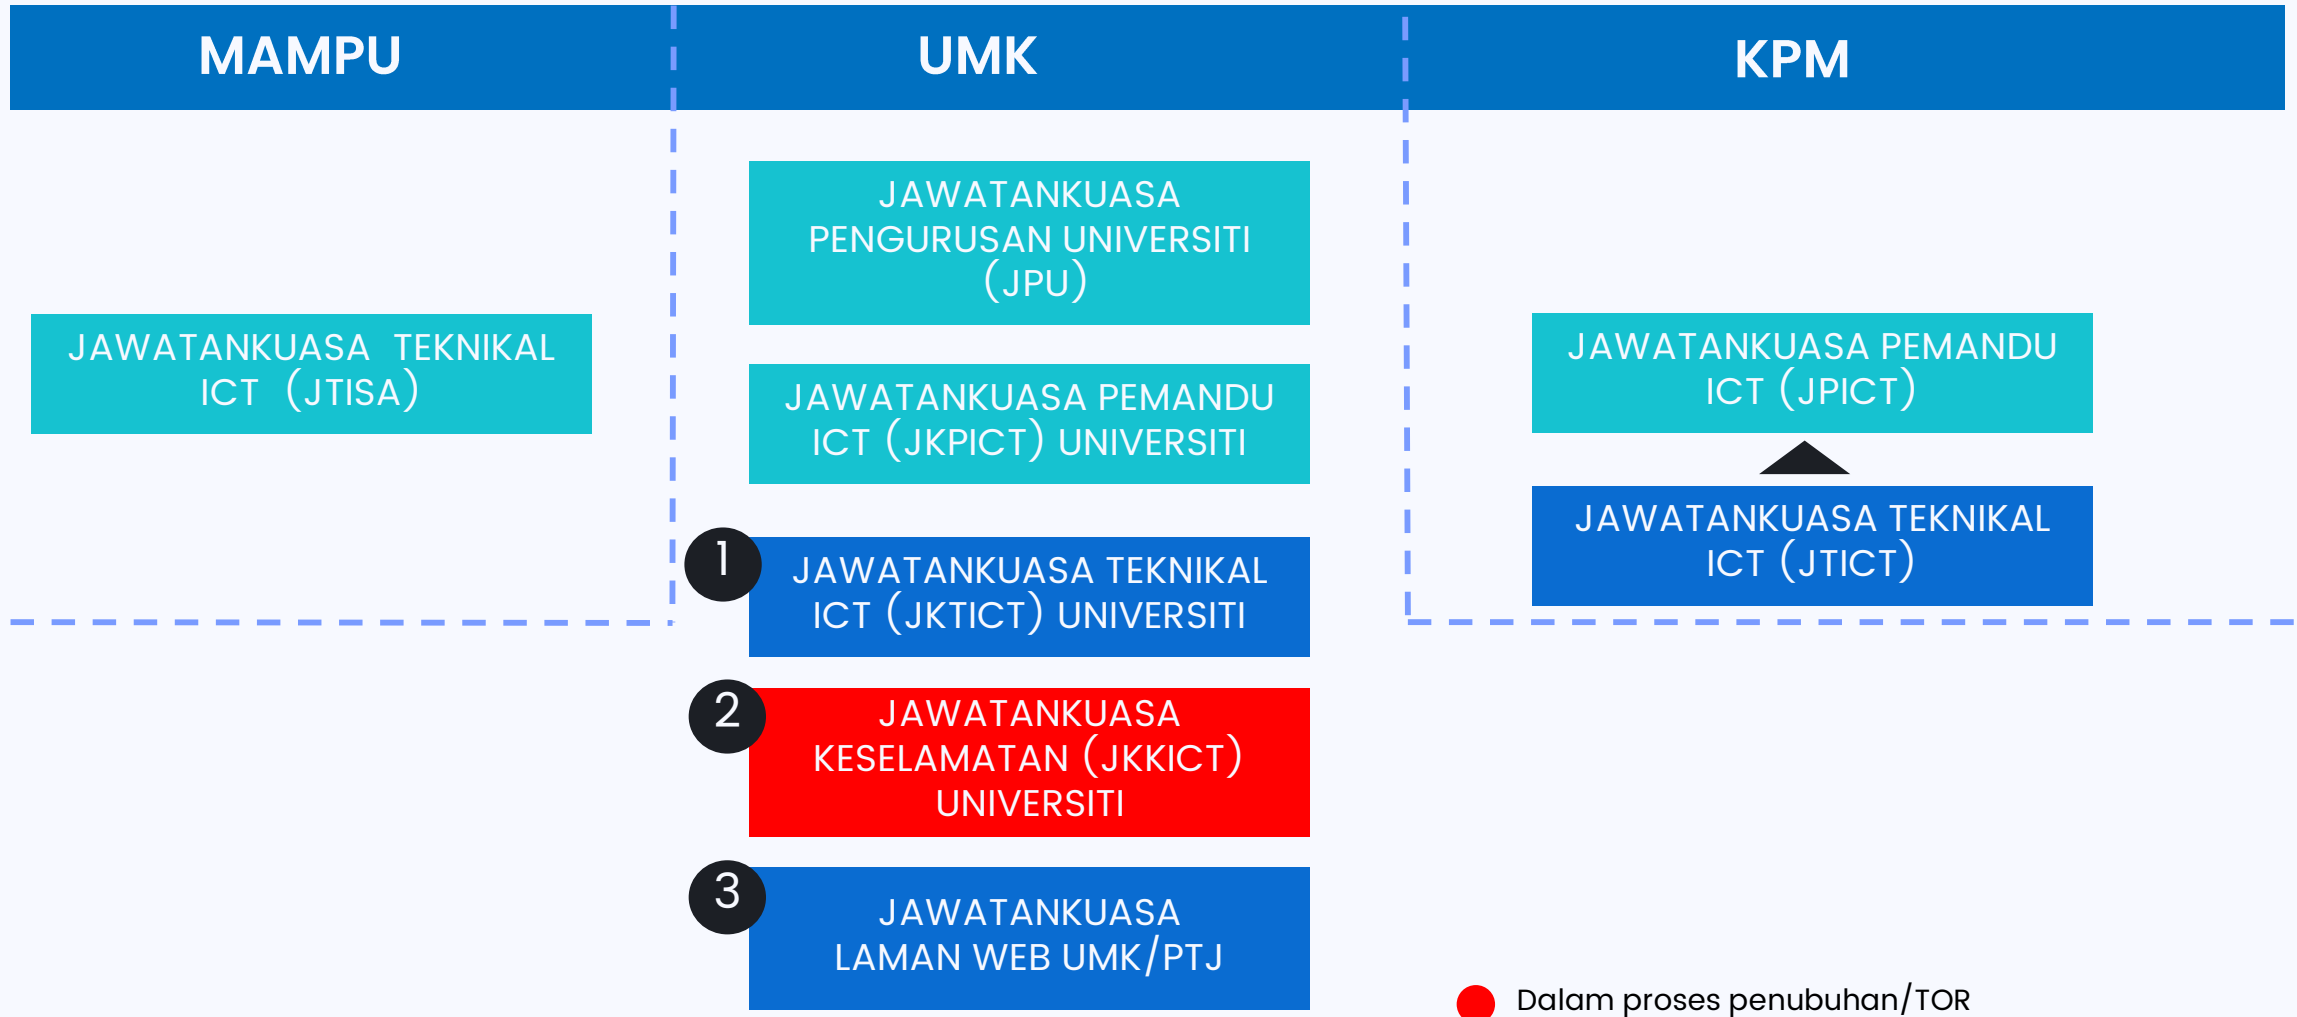 MAMPU
UMK
KPM
JAWATANKUASA TEKNIKAL
ICT (JTISA)
JAWATANKUASA
PENGURUSAN UNIVERSITI
(JPU)
JAWATANKUASA PEMANDU
ICT (JKPICT) UNIVERSITI
1
JAWATANKUASA TEKNIKAL
ICT (JKTICT) UNIVERSITI
2
JAWATANKUASA
KESELAMATAN (JKKICT)
UNIVERSITI
3
JAWATANKUASA
LAMAN WEB UMK/PTJ
JAWATANKUASA PEMANDU
ICT (JPICT)
JAWATANKUASA TEKNIKAL
ICT (JTICT)
Dalam proses penubuhan/TOR